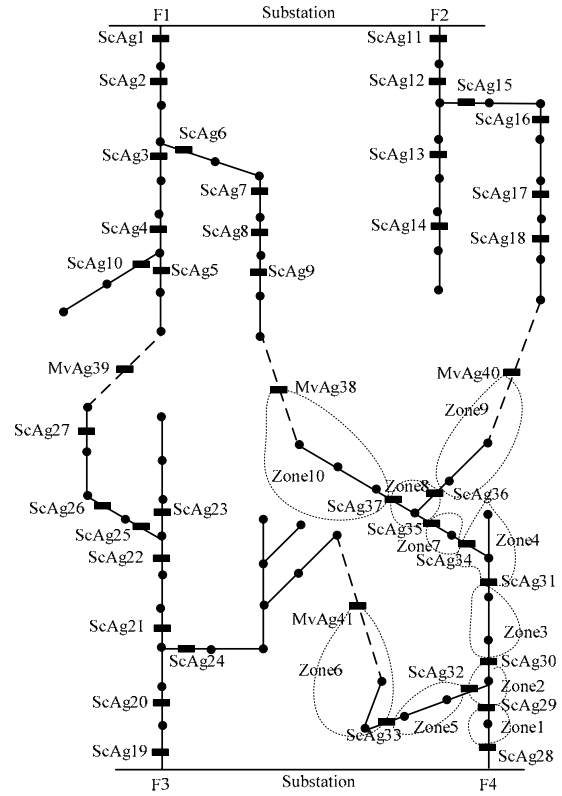 Substation
F1
F2
ScAg1
ScAg11
ScAg2
ScAg12
ScAg15
ScAg16
ScAg6
ScAg3
ScAg13
ScAg7
ScAg17
ScAg4
ScAg8
ScAg14
ScAg18
ScAg10
ScAg5
ScAg9
MvAg39
MvAg40
MvAg38
Zone9
ScAg27
Zone10
Zone8
ScAg36
ScAg37
ScAg26
ScAg23
ScAg25
ScAg35
Zone7
Zone4
ScAg34
ScAg22
ScAg31
MvAg41
ScAg21
Zone3
ScAg24
ScAg30
Zone6
ScAg32
Zone2
ScAg20
ScAg29
Zone5
Zone1
ScAg33
ScAg19
ScAg28
F3
Substation
F4